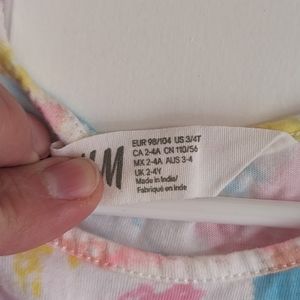 EUR 98/104 US 3/4T
CA 2-4A CN 110/56
MX 2-4A AUS 3-4
UK 2-4Y
Made in India/
Fabriqué en Inde